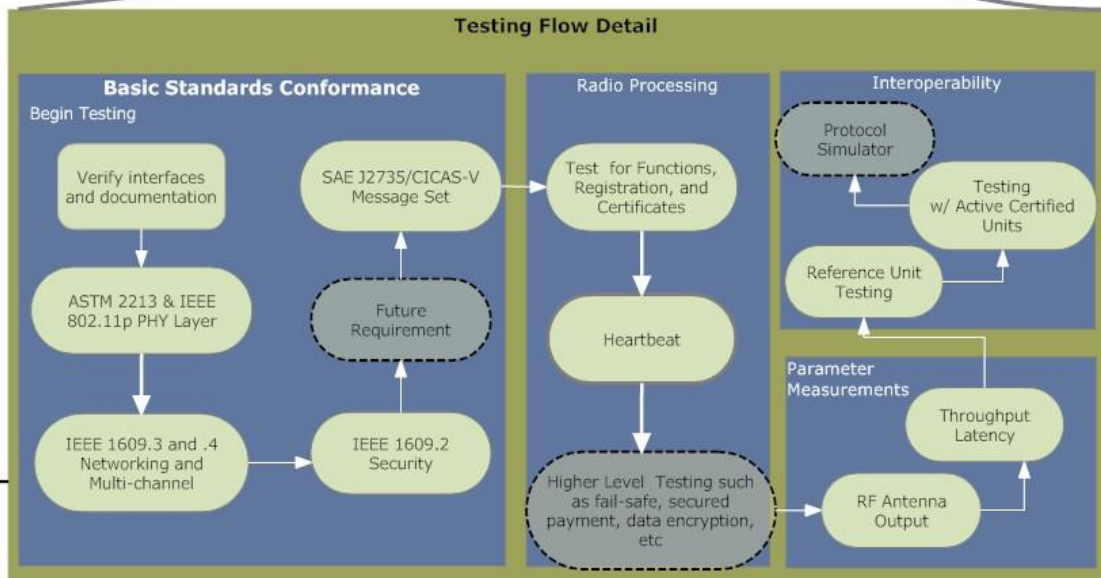 Testing Flow Detail
Basic Standards Conformance
Begin Testing
Verify interfaces
and documentation
ASTM 2213 & IEEE
802.11p PHY Layer
IEEE 1609.3 and .4
Networking and
Multi-channel
IEEE 1609.2
Security
Future
Requirement
SAE J2735/CICAS-V
Message Set
Radio Processing
Test for Functions,
Registration, and
Certificates
Heartbeat
Higher Level Testing such
as fail-safe, secured
payment, data encryption,
etc
Parameter
Measurements
RF Antenna
Output
Throughput
Latency
Interoperability
Reference Unit
Testing
Testing
w/ Active Certified
Units
Protocol
Simulator